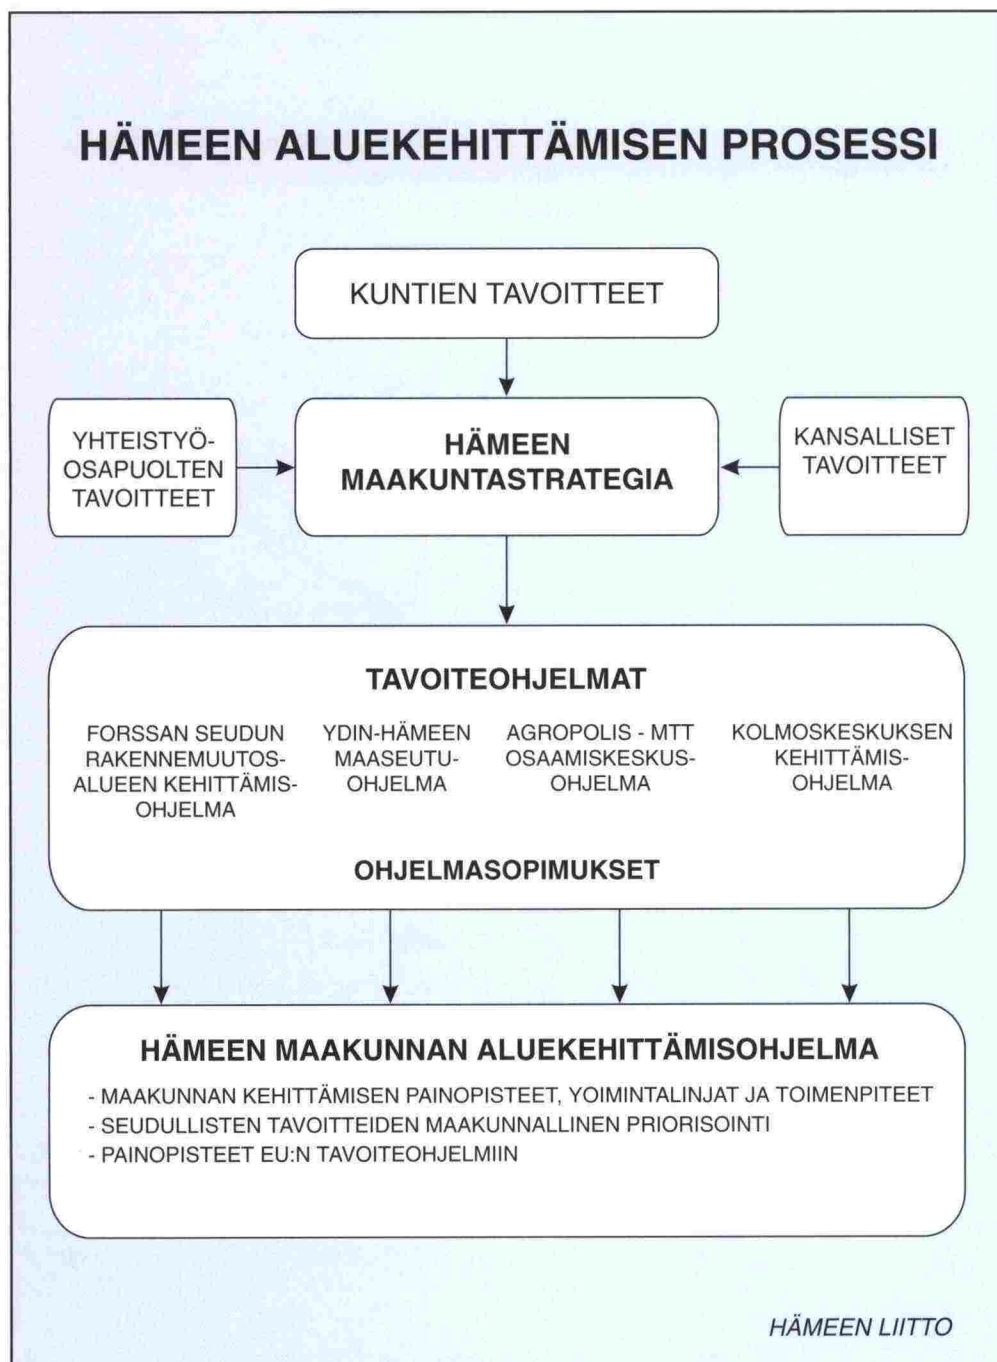 HÄMEEN ALUEKEHITTÄMISEN PROSESSI
KUNTIEN TAVOITTEET
YHTEISTYÖ-
OSAPUOLTEN
TAVOITTEET
HÄMEEN
MAAKUNTASTRATEGIA
KANSALLISET
TAVOITTEET
TAVOITEOHJELMAT
FORSSAN SEUDUN
RAKENNEMUUTOS-
ALUEEN KEHITTÄMIS-
OHJELMA
YDIN-HÄMEEN
MAASEUTU-
OHJELMA
AGROPOLIS - MTT
OSAAMISKESKUS-
OHJELMA
KOLMOSKESKUKSEN
KEHITTÄMIS-
OHJELMA
OHJELMASOPIMUKSET
HÄMEEN MAAKUNNAN ALUEKEHITTÄMISOHJELMA
- MAAKUNNAN KEHITTÄMISEN PAINOPISTEET, YOIMINTALINJAT JA TOIMENPITEET
- SEUDULLISTEN TAVOITTEIDEN MAAKUNNALLINEN PRIORISOINTI
- PAINOPISTEET EU:N TAVOITEOHJELMIIN
HÄMEEN LIITTO